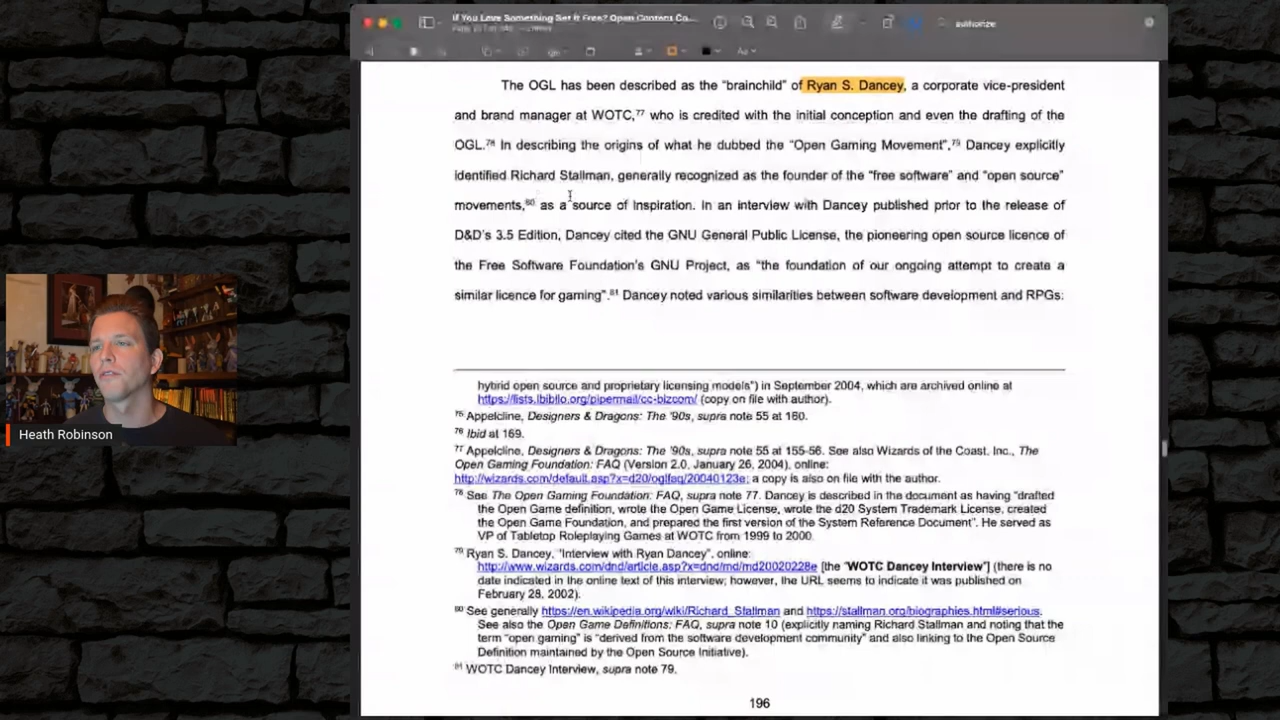 If You Love Something Set It Free? Open Content Co...
authorize
The OGL has been described as the “brainchild” of Ryan S. Dancey, a corporate vice-president
and brand manager at WOTC,77 who is credited with the initial conception and even the drafting of the
OGL.78 In describing the origins of what he dubbed the “Open Gaming Movement”,79 Dancey explicitly
identified Richard Stallman, generally recognized as the founder of the “free software” and “open source”
movements,80 as a source of Inspiration. In an interview with Dancey published prior to the release of
D&D's 3.5 Edition, Dancey cited the GNU General Public License, the pioneering open source licence of
the Free Software Foundation's GNU Project, as “the foundation of our ongoing attempt to create a
similar licence for gaming”.81 Dancey noted various similarities between software development and RPGs:
hybrid open source and proprietary licensing models”) in September 2004, which are archived online at
https://lists.ibiblio.org/pipermail/cc-bizcom/ (copy on file with author).
75 Appelcline, Designers & Dragons: The '90s, supra note 55 at 160.
76 Ibid at 169.
77 Appelcline, Designers & Dragons: The '90s, supra note 55 at 155-56. See also Wizards of the Coast, Inc., The
Open Gaming Foundation: FAQ (Version 2.0, January 26, 2004), online:
http://wizards.com/default.asp?x=d20/oglfaq/20040123e; a copy is also on file with the author.
78 See The Open Gaming Foundation: FAQ, supra note 77. Dancey is described in the document as having “drafted
the Open Game definition, wrote the Open Game License, wrote the d20 System Trademark License, created
the Open Game Foundation, and prepared the first version of the System Reference Document”. He served as
VP of Tabletop Roleplaying Games at WOTC from 1999 to 2000.
79 Ryan S. Dancey, “Interview with Ryan Dancey”, online:
http://www.wizards.com/dnd/article.asp?x=dnd/md/md20020228e [the “WOTC Dancey Interview”] (there is no
date indicated in the online text of this interview; however, the URL seems to indicate it was published on
February 28, 2002).
80 See generally https://en.wikipedia.org/wiki/Richard_Stallman and https://stallman.org/biographies.html#serious.
See also the Open Game Definitions: FAQ, supra note 10 (explicitly naming Richard Stallman and noting that the
term “open gaming” is “derived from the software development community” and also linking to the Open Source
Definition maintained by the Open Source Initiative).
81 WOTC Dancey Interview, supra note 79.
196
Heath Robinson